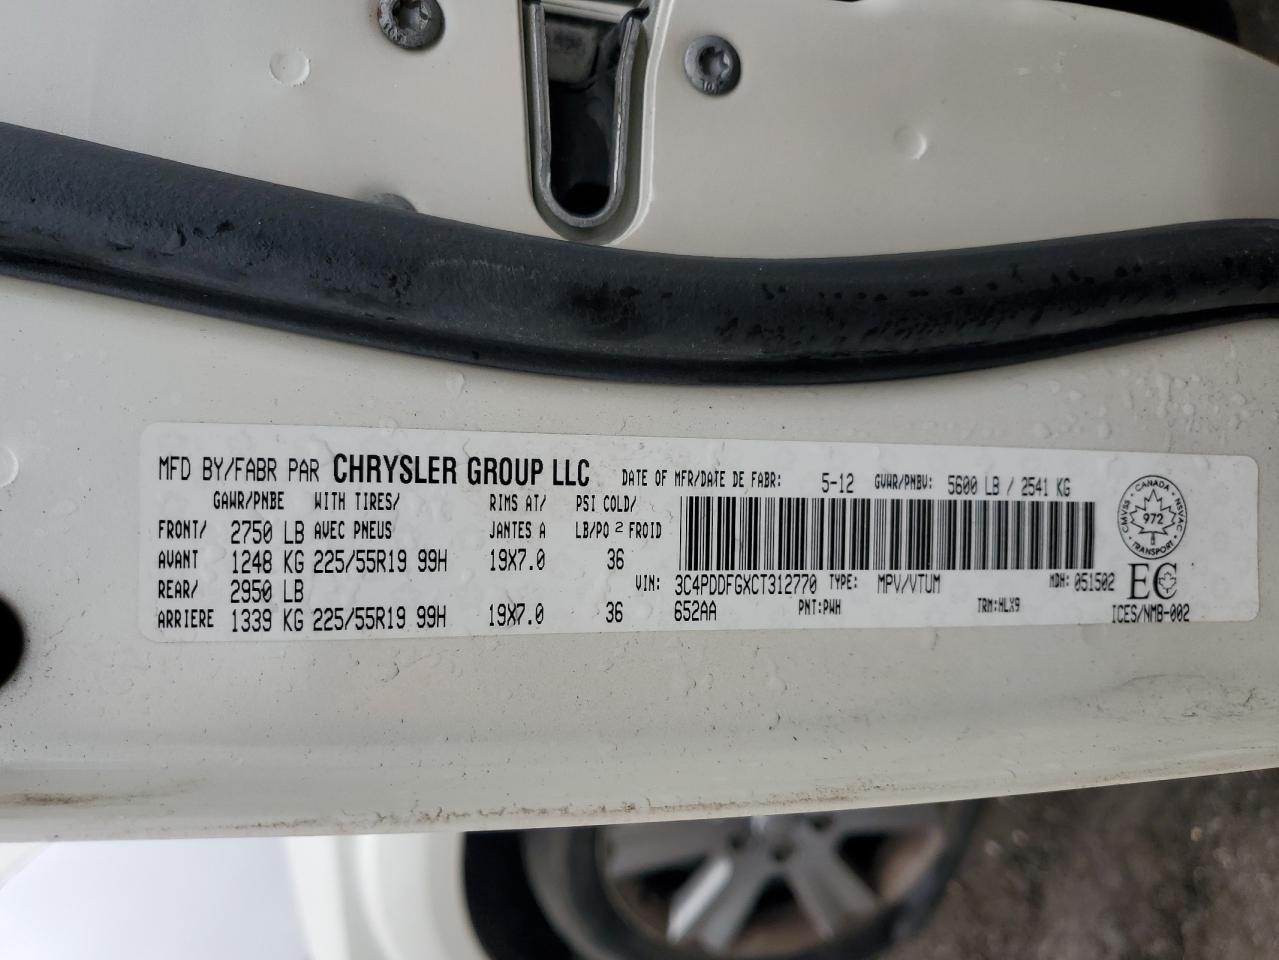 MFD BY/FABR PAR CHRYSLER GROUP LLC DATE OF MFR/DATE DE FABR: 5-12 GVWR/PNBV: 5600 LB / 2541 KG
GAWR/PNBE WITH TIRES/ RIMS AT/ PSI COLD/
FRONT/ 2750 LB AVEC PNEUS JANTES A LB/PO 2 FROID
AVANT 1248 KG 225/55R19 99H 19X7.0 36
REAR/ 2950 LB VIN: 3C4PDDFGXCT312770 TYPE: MPV/VTUM MDH: 051502
ARRIERE 1339 KG 225/55R19 99H 19X7.0 36 652AA PNT:PWH TRM:HLX9
CANADA
CMVSS NSVAC
972
TRANSPORT
EC
ICES/NMB-002